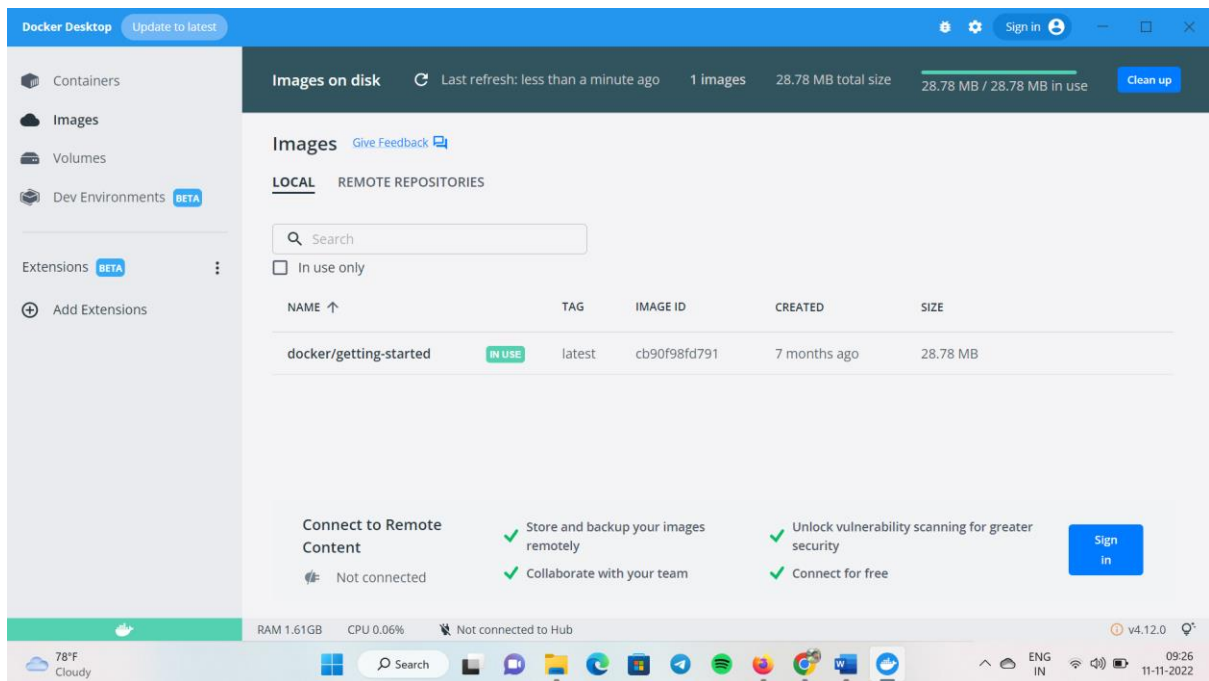 Docker Desktop Update to latest Sign in
Containers
Images
Volumes
Dev Environments BETA
Extensions BETA
Add Extensions
Images on disk Last refresh: less than a minute ago 1 images 28.78 MB total size 28.78 MB / 28.78 MB in use Clean up
Images Give Feedback
LOCAL REMOTE REPOSITORIES
Search
In use only
NAME TAG IMAGE ID CREATED SIZE
docker/getting-started IN USE latest cb90f98fd791 7 months ago 28.78 MB
Connect to Remote
Content
Not connected
Store and backup your images
remotely
Collaborate with your team
Unlock vulnerability scanning for greater
security
Connect for free
Sign
in
RAM 1.61GB CPU 0.06% Not connected to Hub v4.12.0
78°F
Cloudy
Search
ENG
IN
09:26
11-11-2022